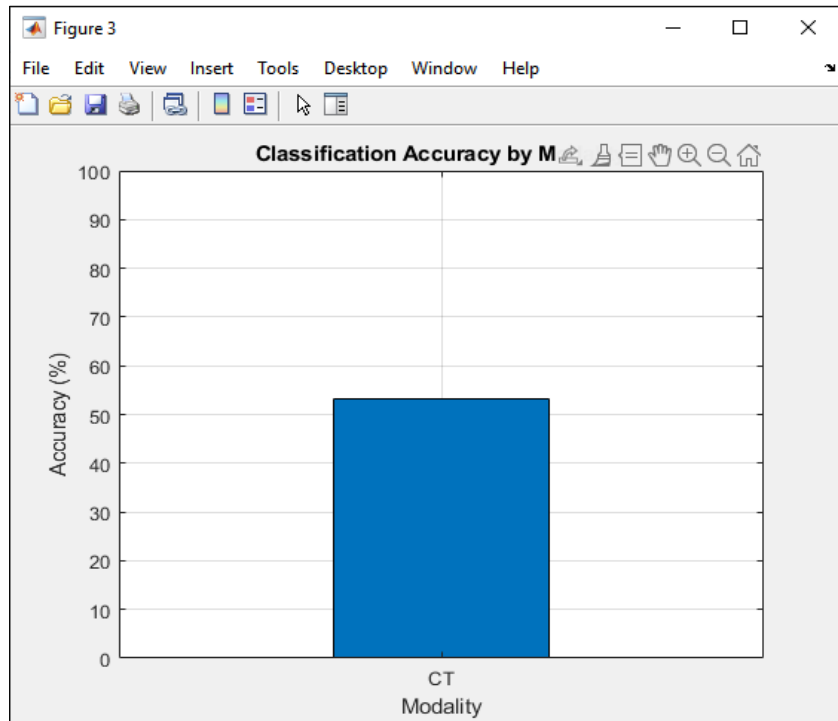 Figure 3
File Edit View Insert Tools Desktop Window Help
Classification Accuracy by M
100
90
80
70
60
50
40
30
20
10
0
Accuracy (%)
CT
Modality